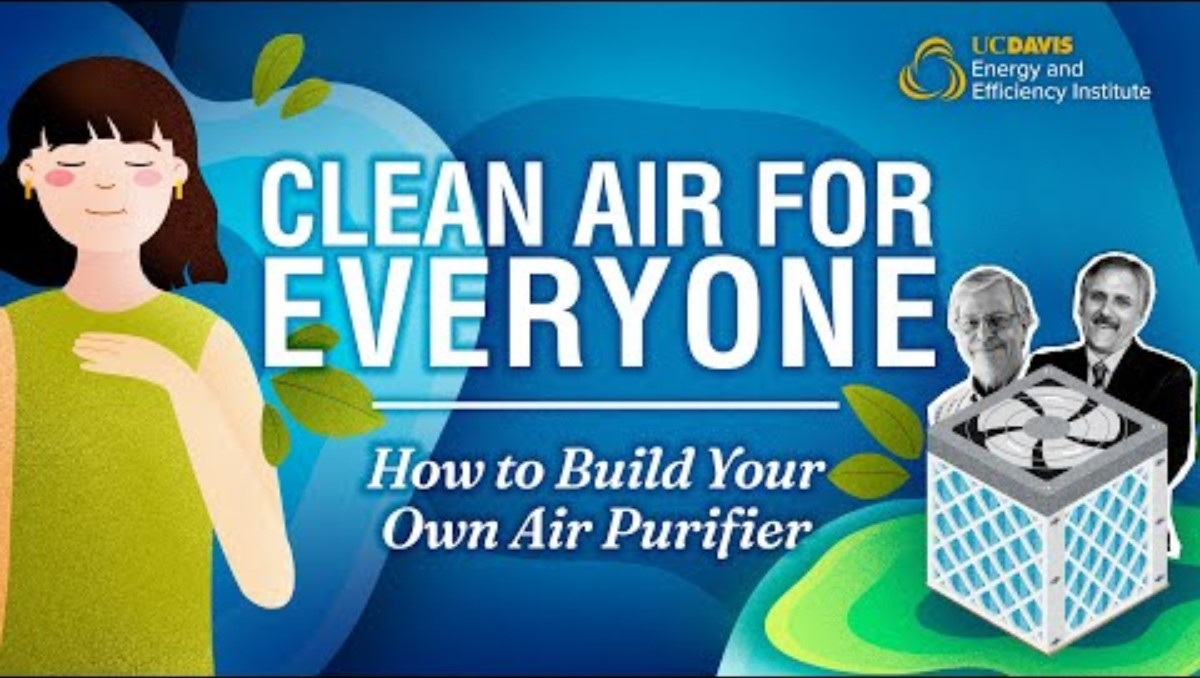 UCDAVIS
Energy and
Efficiency Institute
CLEAN AIR FOR
EVERYONE
How to Build Your
Own Air Purifier